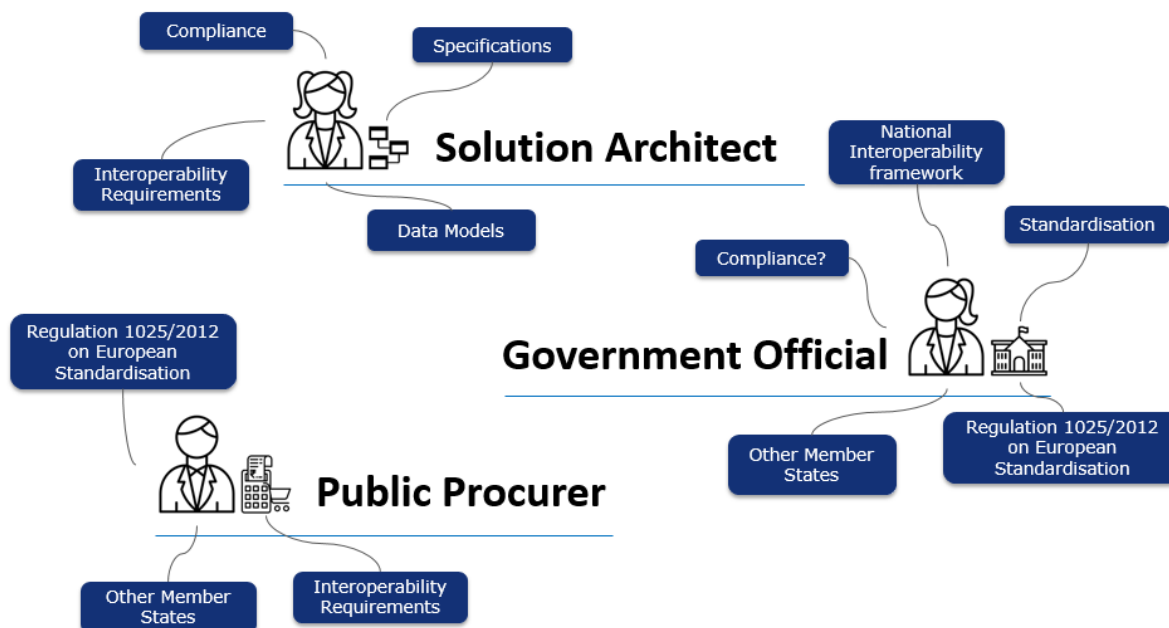 Compliance
Specifications
Solution Architect
Interoperability
Requirements
Data Models
National
Interoperability
framework
Standardisation
Compliance?
Government Official
Other Member
States
Regulation 1025/2012
on European
Standardisation
Regulation 1025/2012
on European
Standardisation
Public Procurer
Other Member
States
Interoperability
Requirements